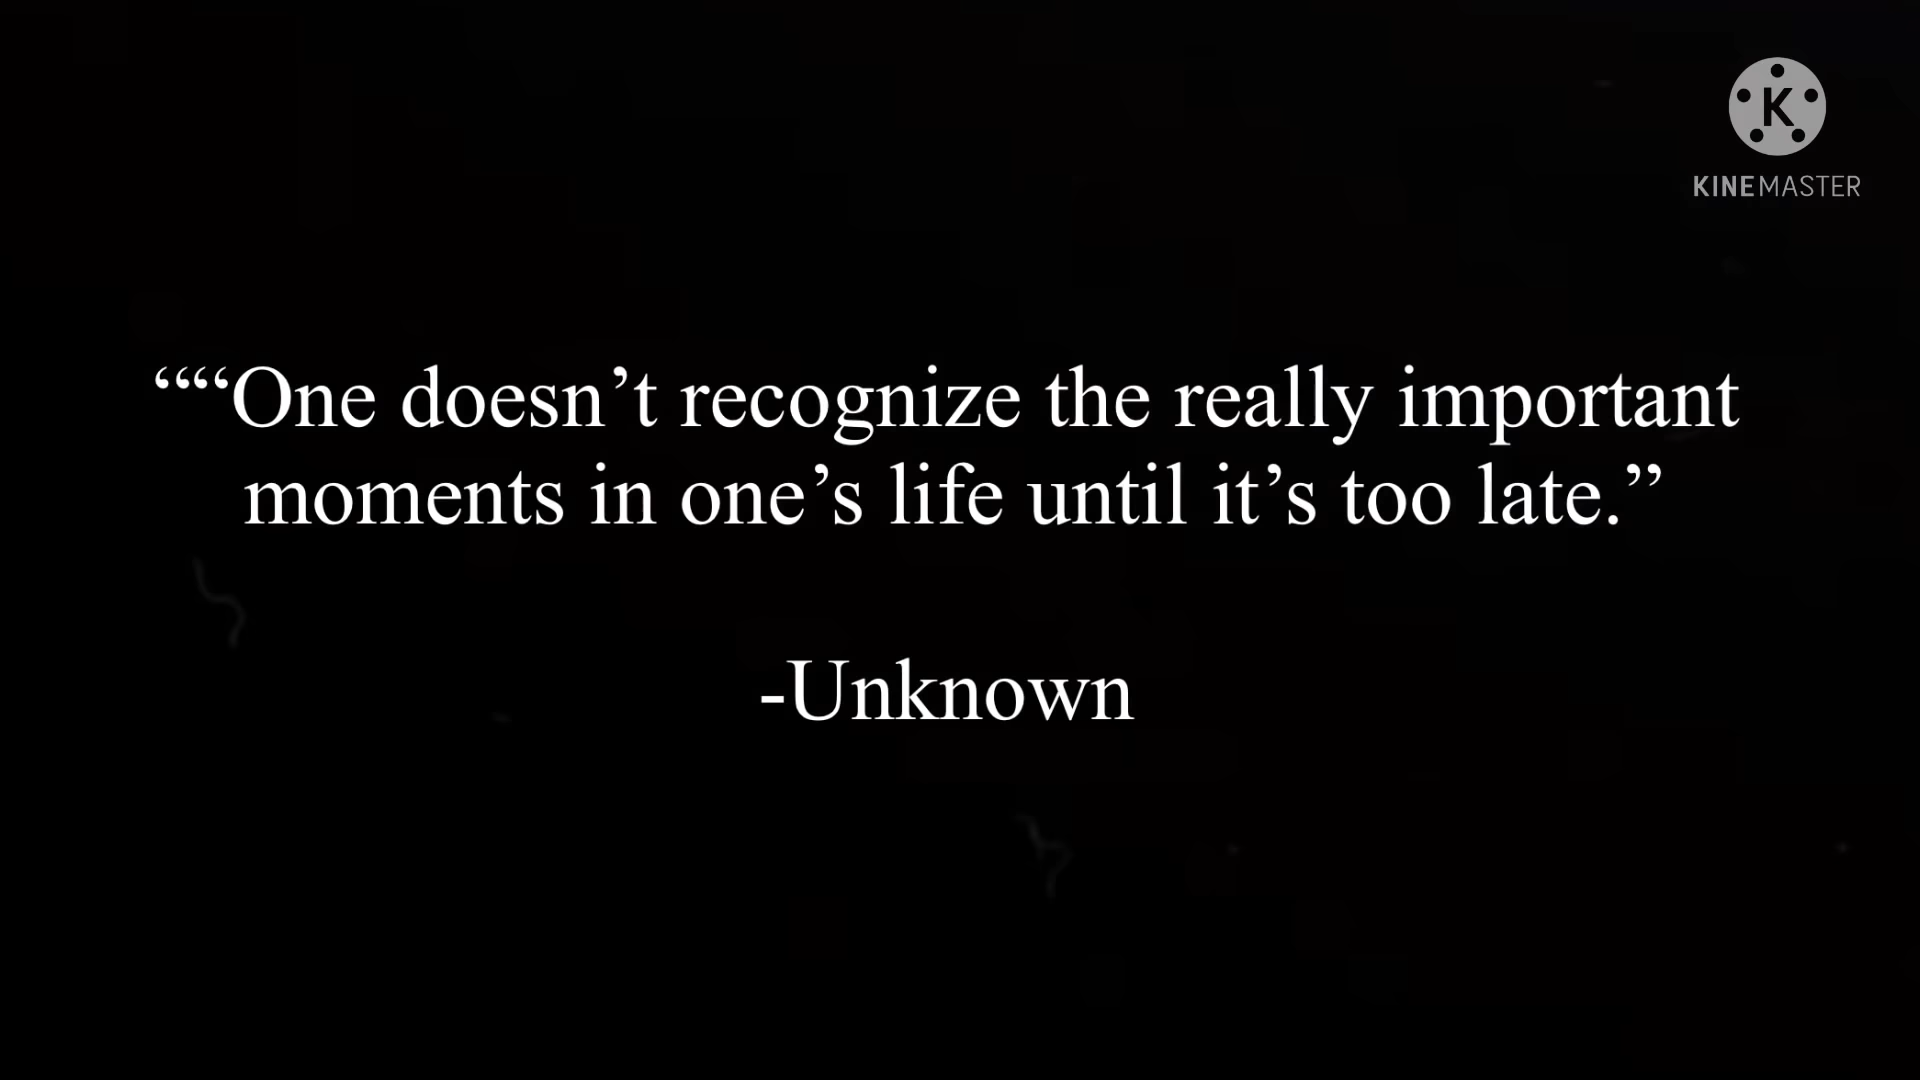 K
KINEMASTER
““One doesn’t recognize the really important
moments in one’s life until it’s too late.”
-Unknown